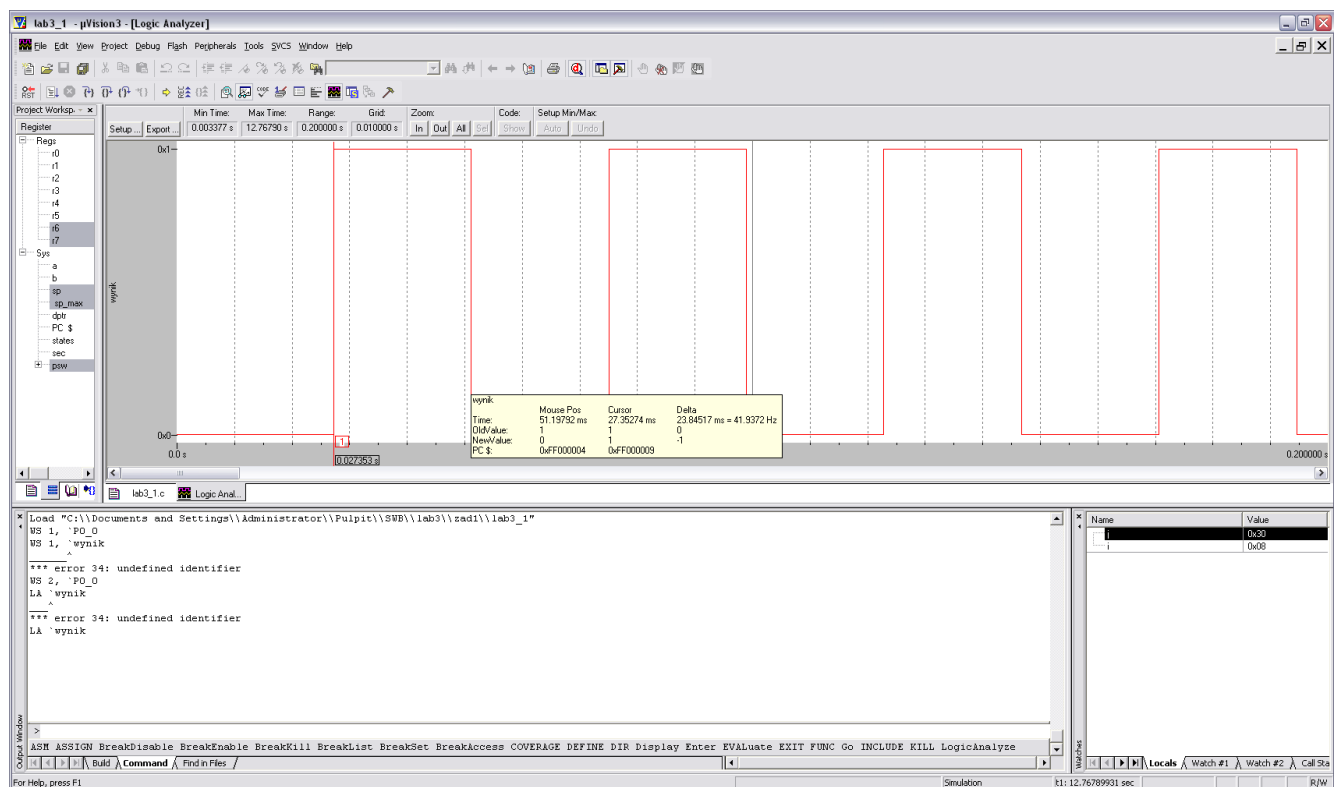 lab3_1 - µVision3 - [Logic Analyzer]
File Edit View Project Debug Flash Peripherals Tools SVCS Window Help
Project Worksp.
Register
Regs
r0
r1
r2
r3
r4
r5
r6
r7
Sys
a
b
sp
sp_max
dptr
PC $
states
sec
psw
Min Time: Max Time: Range: Grid: Zoom: Code: Setup Min/Max:
Setup ... Export ... 0.003377 s 12.76790 s 0.200000 s 0.010000 s In Out All Sel Show Auto Undo
0x1
wynik
0x0
1
0.0 s 0.027353 s 0.200000 s
wynik
Mouse Pos Cursor Delta
Time: 51.19792 ms 27.35274 ms 23.84517 ms = 41.9372 Hz
OldValue: 1 1 0
NewValue: 0 1 -1
PC $: 0xFF000004 0xFF000009
lab3_1.c Logic Anal...
Load "C:\\Documents and Settings\\Administrator\\Pulpit\\SWB\\lab3\\zad1\\lab3_1"
WS 1, `PO_O
WS 1, `wynik
______^
*** error 34: undefined identifier
WS 2, `PO_O
LA `wynik
___^
*** error 34: undefined identifier
LA `wynik
>
ASM ASSIGN BreakDisable BreakEnable BreakKill BreakList BreakSet BreakAccess COVERAGE DEFINE DIR Display Enter EVALuate EXIT FUNC Go INCLUDE KILL LogicAnalyze
Output Window
Build Command Find in Files
Name Value
j 0x30
i 0x08
Watches
Locals Watch #1 Watch #2 Call Sta
For Help, press F1 Simulation t1: 12.76789931 sec R/W